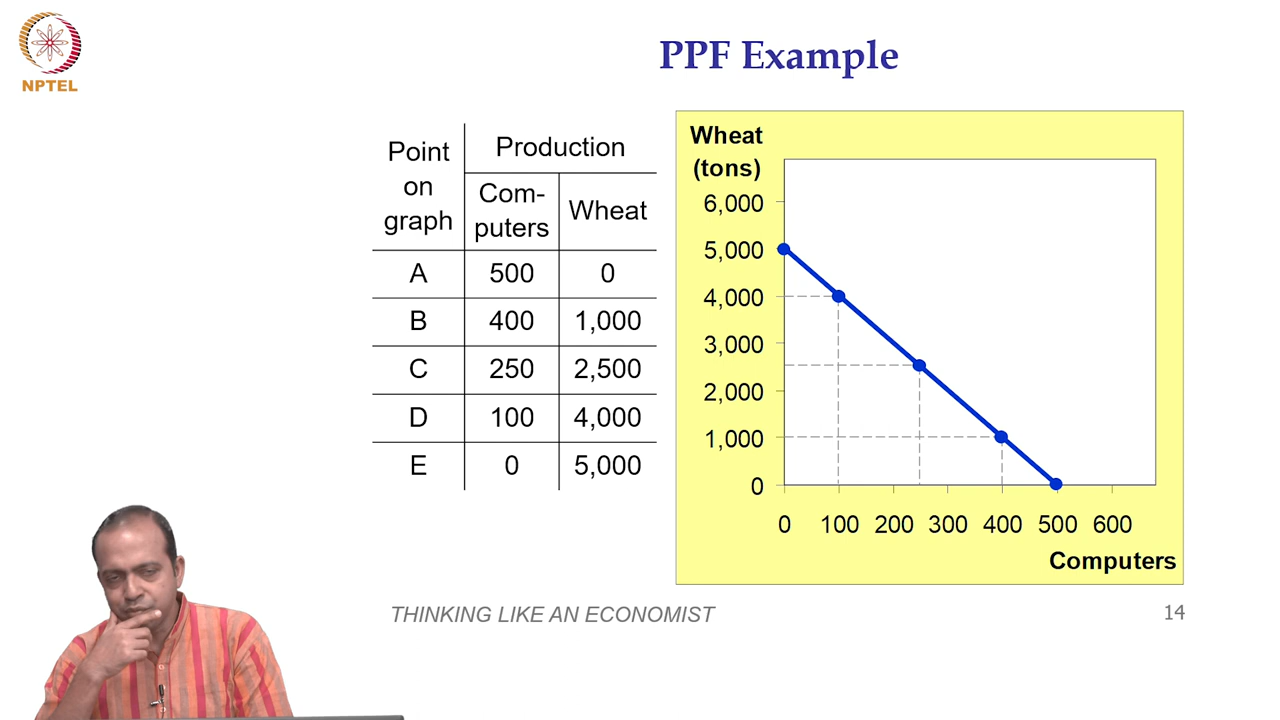 NPTEL
PPF Example
Point
on
graph
Production
Com-
puters
Wheat
A 500 0
B 400 1,000
C 250 2,500
D 100 4,000
E 0 5,000
Wheat
(tons)
6,000
5,000
4,000
3,000
2,000
1,000
0
0 100 200 300 400 500 600
Computers
THINKING LIKE AN ECONOMIST
14